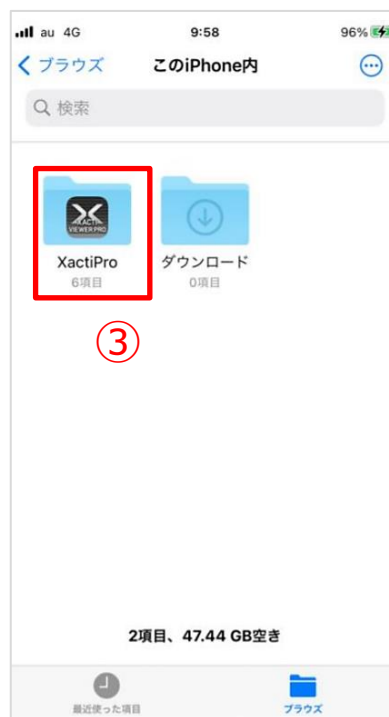 au 4G 9:58 96%
ブラウズ このiPhone内
検索
XACTI
VIEWER PRO
XactiPro ダウンロード
6項目 0項目
③
2項目、47.44 GB空き
最近使った項目 ブラウズ